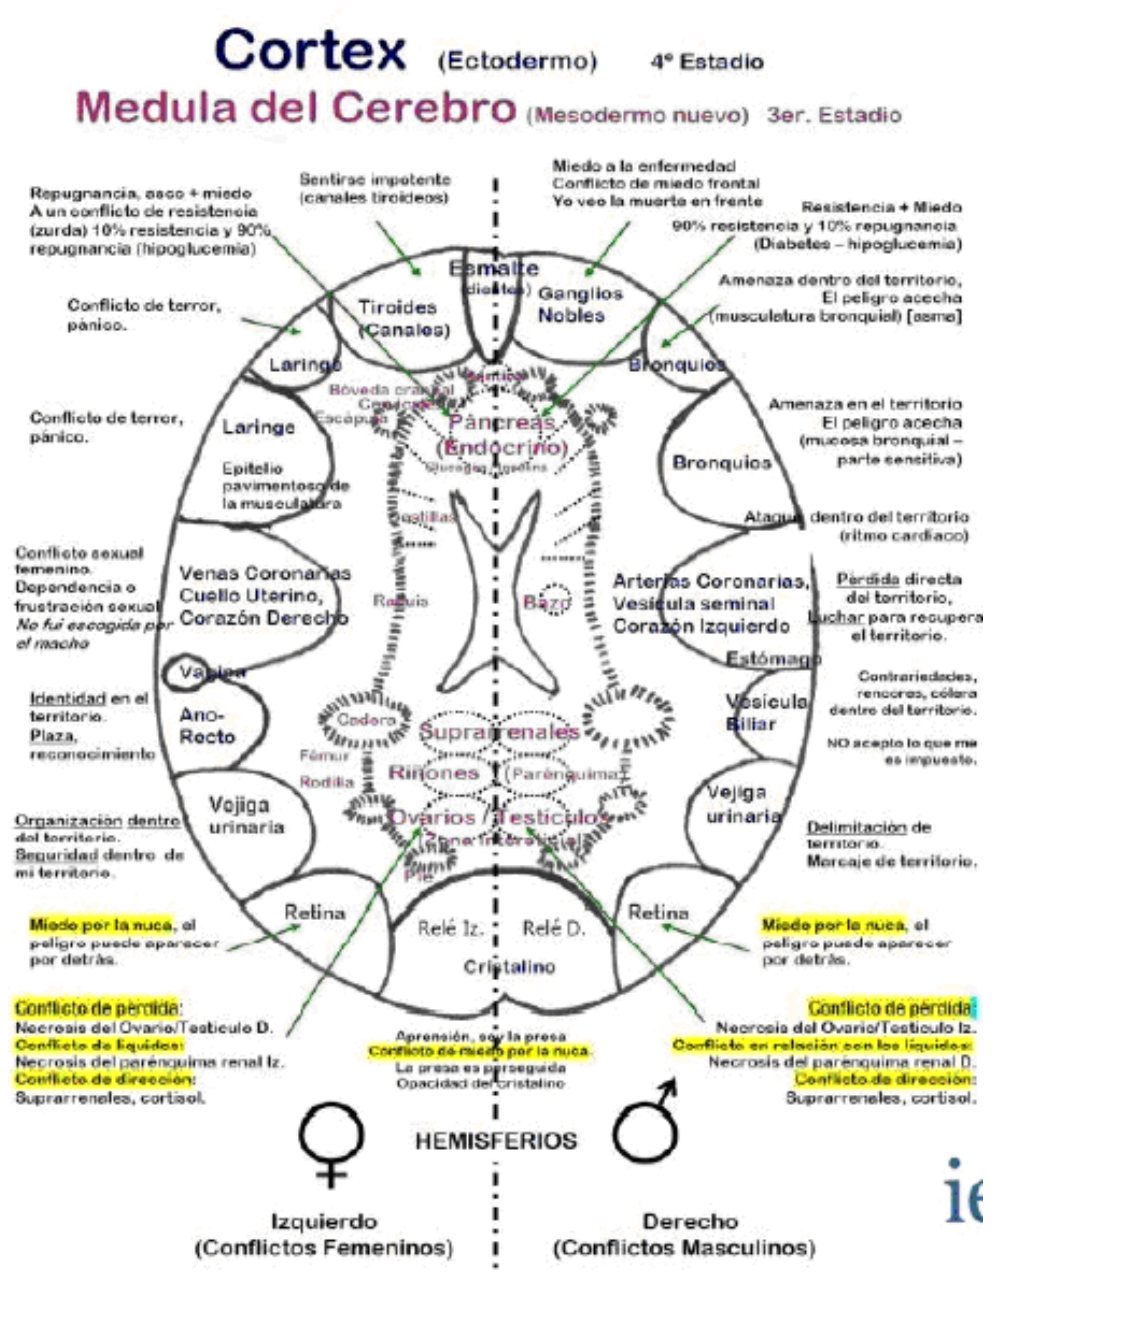 Cortex (Ectodermo) 4º Estadio
Medula del Cerebro (Mesodermo nuevo) 3er. Estadio
Repugnancia, asco + miedo
A un conflicto de resistencia
(zurda) 10% resistencia y 90%
repugnancia (hipoglucemia)
Sentirse impotente
(canales tiroideos)
Miedo a la enfermedad
Conflicto de miedo frontal
Yo veo la muerte en frente
Resistencia + Miedo
90% resistencia y 10% repugnancia
(Diabetes – hipoglucemia)
Conflicto de terror,
pánico.
Amenaza dentro del territorio,
El peligro acecha
(musculatura bronquial) [asma]
Esmalte
(dientes)
Tiroides
(Canales)
Ganglios
Nobles
Laringe
Bronquios
Bóveda craneal
Escápula
Páncreas
(Endócrino)
Conflicto de terror,
pánico.
Laringe
Epitelio
pavimentoso de
la musculatura
Bronquios
Amenaza en el territorio
El peligro acecha
(mucosa bronquial –
parte sensitiva)
Costillas
Ataque dentro del territorio
(ritmo cardiaco)
Conflicto sexual
femenino.
Dependencia o
frustración sexual
No fui escogida por
el macho
Venas Coronarias
Cuello Uterino,
Corazón Derecho
Raquis
Bazo
Arterias Coronarias,
Vesícula seminal
Corazón Izquierdo
Pérdida directa
del territorio,
Luchar para recupera
el territorio.
Vagina
Estómago
Identidad en el
territorio.
Plaza,
reconocimiento
Ano-
Recto
Cadera
Suprarrenales
Vesícula
Biliar
Contrariedades,
rencores, cólera
dentro del territorio.
NO acepto lo que me
es impuesto.
Fémur
Rodilla
Riñones (Parénquima)
Organización dentro
del territorio.
Seguridad dentro de
mi territorio.
Vejiga
urinaria
Ovarios / Testículos
Zona Intersticial
Pie
Vejiga
urinaria
Delimitación de
territorio.
Marcaje de territorio.
Miedo por la nuca, el
peligro puede aparecer
por detrás.
Retina
Relé Iz. Relé D.
Cristalino
Retina
Miedo por la nuca, el
peligro puede aparecer
por detrás.
Conflicto de pérdida:
Necrosis del Ovario/Testiculo D.
Conflicto de líquidos:
Necrosis del parénquima renal Iz.
Conflicto de dirección:
Suprarrenales, cortisol.
Aprensión, soy la presa
Conflicto de miedo por la nuca.
La presa es perseguida
Opacidad del cristalino
Conflicto de pérdida:
Necrosis del Ovario/Testiculo Iz.
Conflicto en relación con los líquidos:
Necrosis del parénquima renal D.
Conflicto de dirección:
Suprarrenales, cortisol.
HEMISFERIOS
Izquierdo
(Conflictos Femeninos)
Derecho
(Conflictos Masculinos)
ie